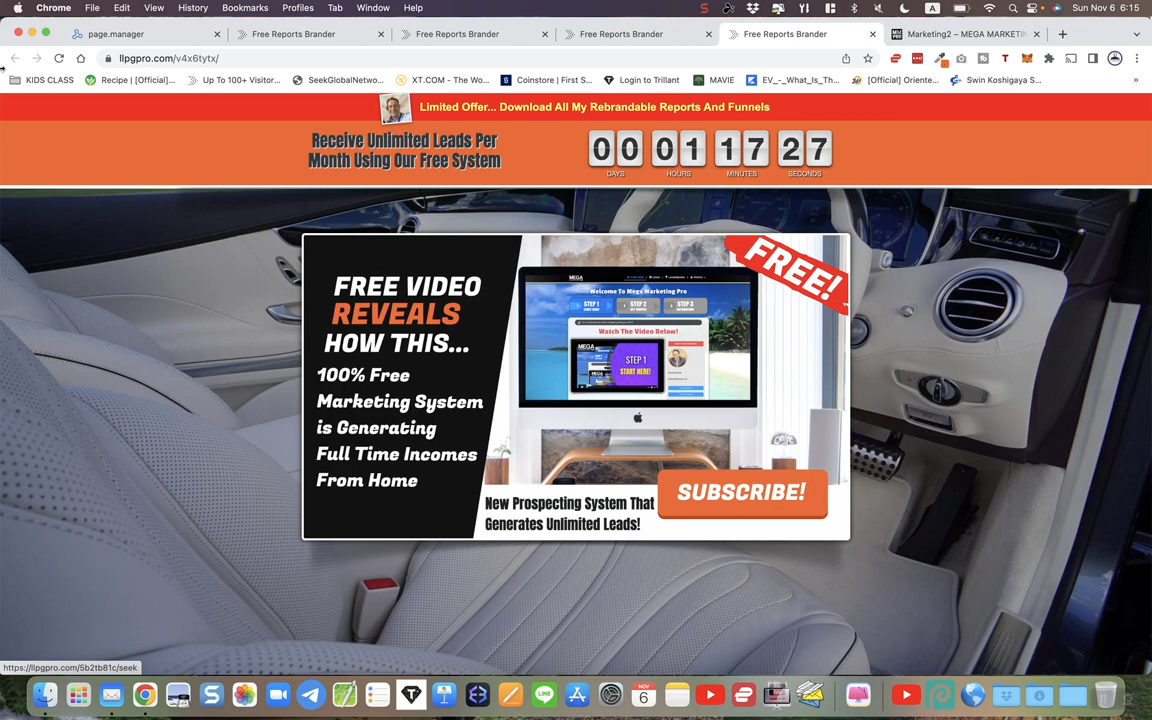 Chrome File Edit View History Bookmarks Profiles Tab Window Help A Sun Nov 6 6:15
page.manager Free Reports Brander Free Reports Brander Free Reports Brander Free Reports Brander Marketing2 – MEGA MARKETIN
llpgpro.com/v4x6tytx/
KIDS CLASS Recipe | [Official]... Up To 100+ Visitor... SeekGlobalNetwo... XT.COM - The Wo... Coinstore | First S... Login to Tradelant MAVIE EV_-_What_Is_Th... [Official] Oriente... Swin Koshigaya S... »
Limited Offer... Download All My Rebrandable Reports And Funnels
Receive Unlimited Leads Per
Month Using Our Free System
00 01 17 27
DAYS HOURS MINUTES SECONDS
FREE!
FREE VIDEO
REVEALS
HOW THIS...
100% Free
Marketing System
is Generating
Full Time Incomes
From Home
MEGA
Welcome To Mega Marketing Pro
STEP 1 STEP 2 STEP 3
Watch The Video Below!
MEGA
STEP 1
START HERE!
New Prospecting System That
Generates Unlimited Leads!
SUBSCRIBE!
https://llpgpro.com/5b2tb81c/seek
NOV
6
LINE